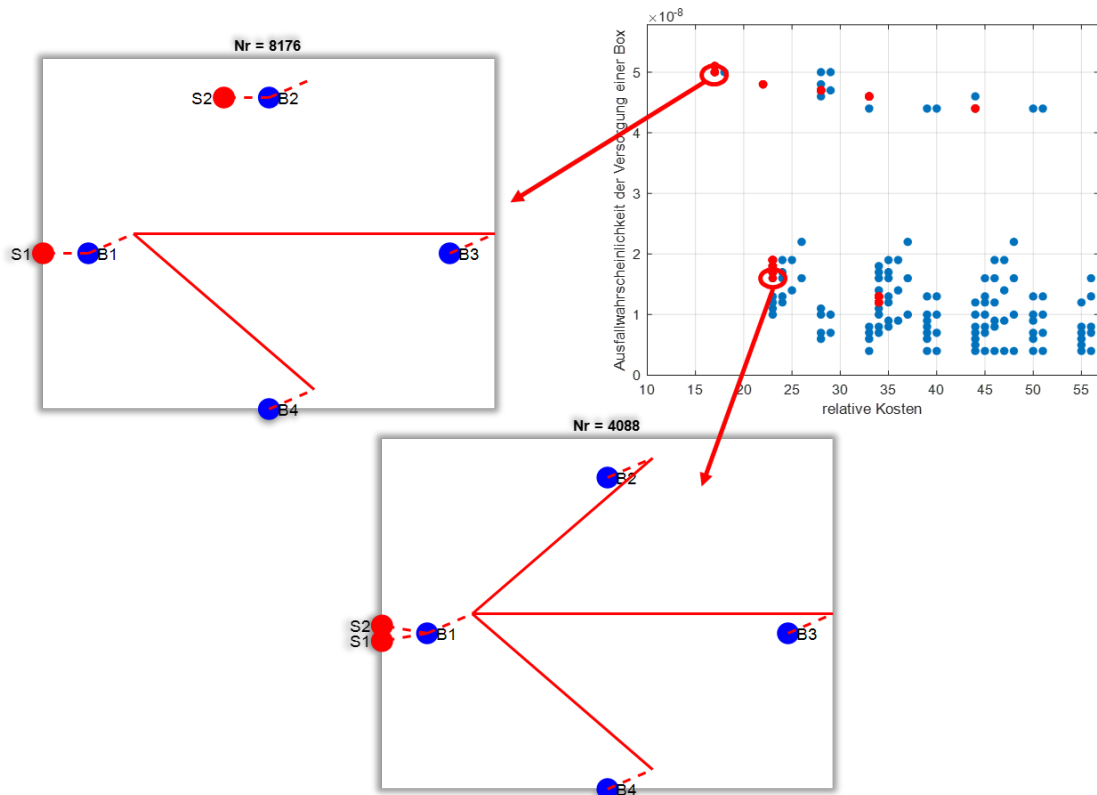 Nr = 8176
S2
B2
S1
B1
B3
B4
×10⁻⁸
Ausfallwahrscheinlichkeit der Versorgung einer Box
5
4
3
2
1
0
10 15 20 25 30 35 40 45 50 55
relative Kosten
Nr = 4088
B2
S2
S1
B1
B3
B4